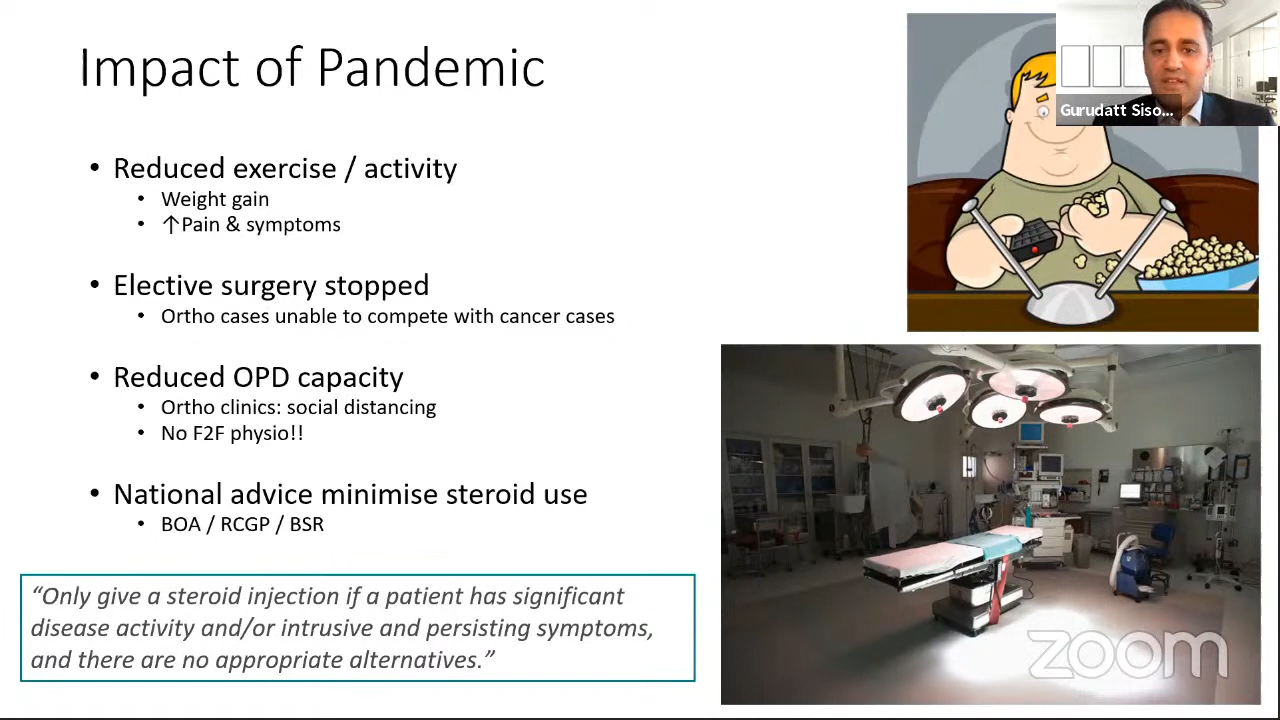 Impact of Pandemic
Gurudatt Siso...
• Reduced exercise / activity
• Weight gain
• ↑Pain & symptoms
• Elective surgery stopped
• Ortho cases unable to compete with cancer cases
• Reduced OPD capacity
• Ortho clinics: social distancing
• No F2F physio!!
• National advice minimise steroid use
• BOA / RCGP / BSR
“Only give a steroid injection if a patient has significant
disease activity and/or intrusive and persisting symptoms,
and there are no appropriate alternatives.”
zoom